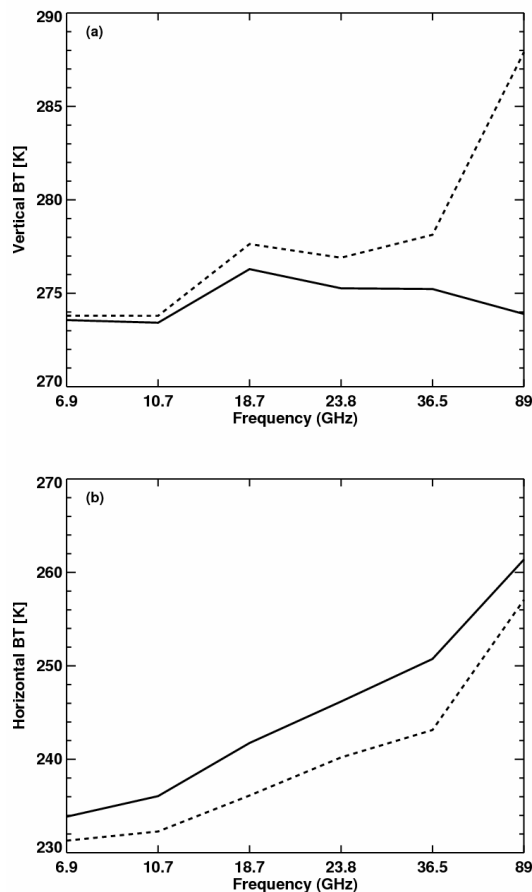 290
(a)
285
280
275
270
Vertical BT [K]
6.9 10.7 18.7 23.8 36.5 89
Frequency (GHz)
270
(b)
260
250
240
230
Horizontal BT [K]
6.9 10.7 18.7 23.8 36.5 89
Frequency (GHz)